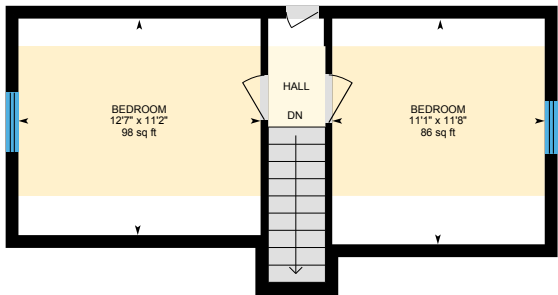 BEDROOM
12'7" x 11'2"
98 sq ft
HALL
DN
BEDROOM
11'1" x 11'8"
86 sq ft